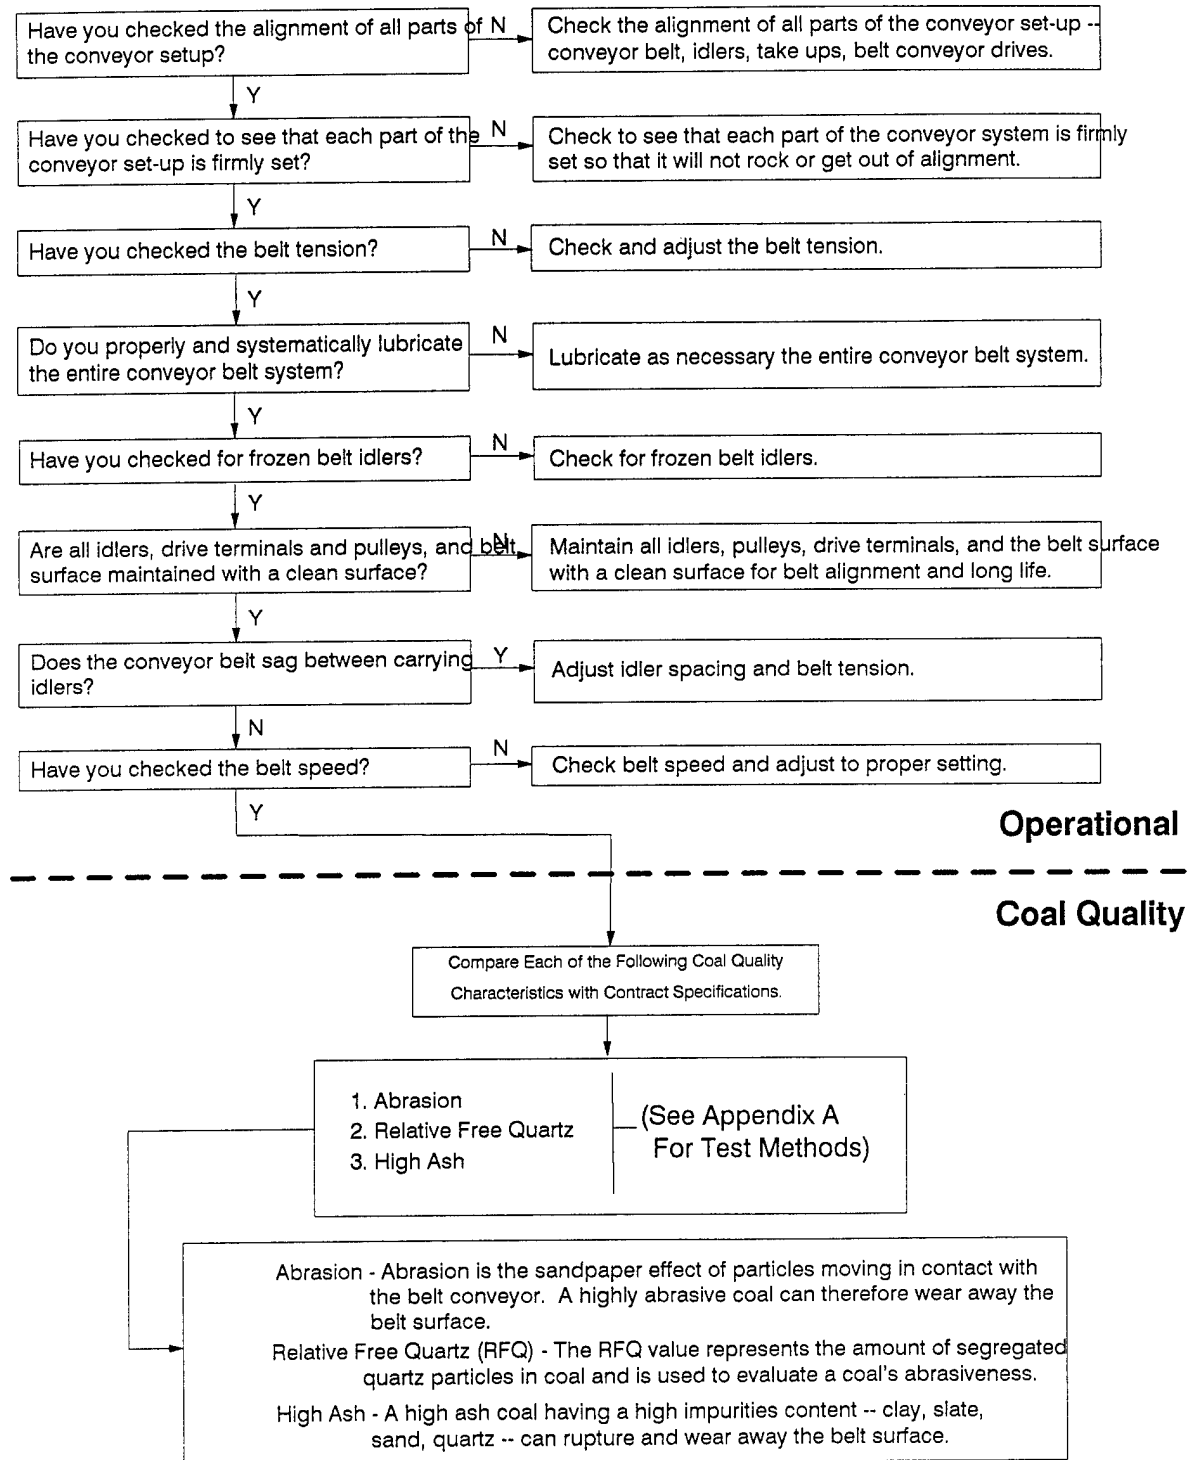 Have you checked the alignment of all parts of
the conveyor setup?
N
Check the alignment of all parts of the conveyor set-up --
conveyor belt, idlers, take ups, belt conveyor drives.
Y
Have you checked to see that each part of the
conveyor set-up is firmly set?
N
Check to see that each part of the conveyor system is firmly
set so that it will not rock or get out of alignment.
Y
Have you checked the belt tension?
N
Check and adjust the belt tension.
Y
Do you properly and systematically lubricate
the entire conveyor belt system?
N
Lubricate as necessary the entire conveyor belt system.
Y
Have you checked for frozen belt idlers?
N
Check for frozen belt idlers.
Y
Are all idlers, drive terminals and pulleys, and belt
surface maintained with a clean surface?
N
Maintain all idlers, pulleys, drive terminals, and the belt surface
with a clean surface for belt alignment and long life.
Y
Does the conveyor belt sag between carrying
idlers?
Y
Adjust idler spacing and belt tension.
N
Have you checked the belt speed?
N
Check belt speed and adjust to proper setting.
Y
Operational
Coal Quality
Compare Each of the Following Coal Quality
Characteristics with Contract Specifications.
1. Abrasion
2. Relative Free Quartz
3. High Ash
(See Appendix A
For Test Methods)
Abrasion - Abrasion is the sandpaper effect of particles moving in contact with
the belt conveyor. A highly abrasive coal can therefore wear away the
belt surface.
Relative Free Quartz (RFQ) - The RFQ value represents the amount of segregated
quartz particles in coal and is used to evaluate a coal's abrasiveness.
High Ash - A high ash coal having a high impurities content -- clay, slate,
sand, quartz -- can rupture and wear away the belt surface.